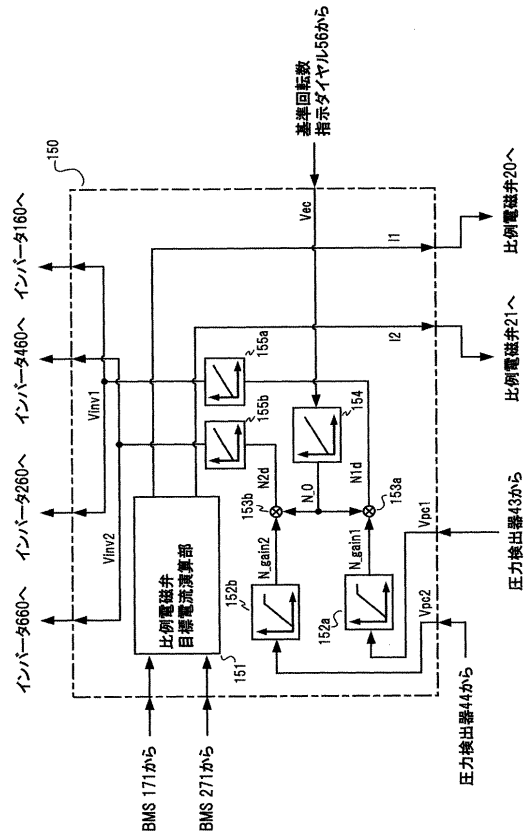 インバータ160へ
インバータ460へ
インバータ260へ
インバータ660へ
150
Vinv1
Vinv2
基準回転数
指示ダイヤル56から
Vec
I1
比例電磁弁20へ
I2
比例電磁弁21へ
155a
155b
154
N2d
N_0
N1d
153b
153a
N_gain2
N_gain1
152b
152a
比例電磁弁
目標電流演算部
151
BMS 171から
BMS 271から
Vpc1
Vpc2
圧力検出器43から
圧力検出器44から